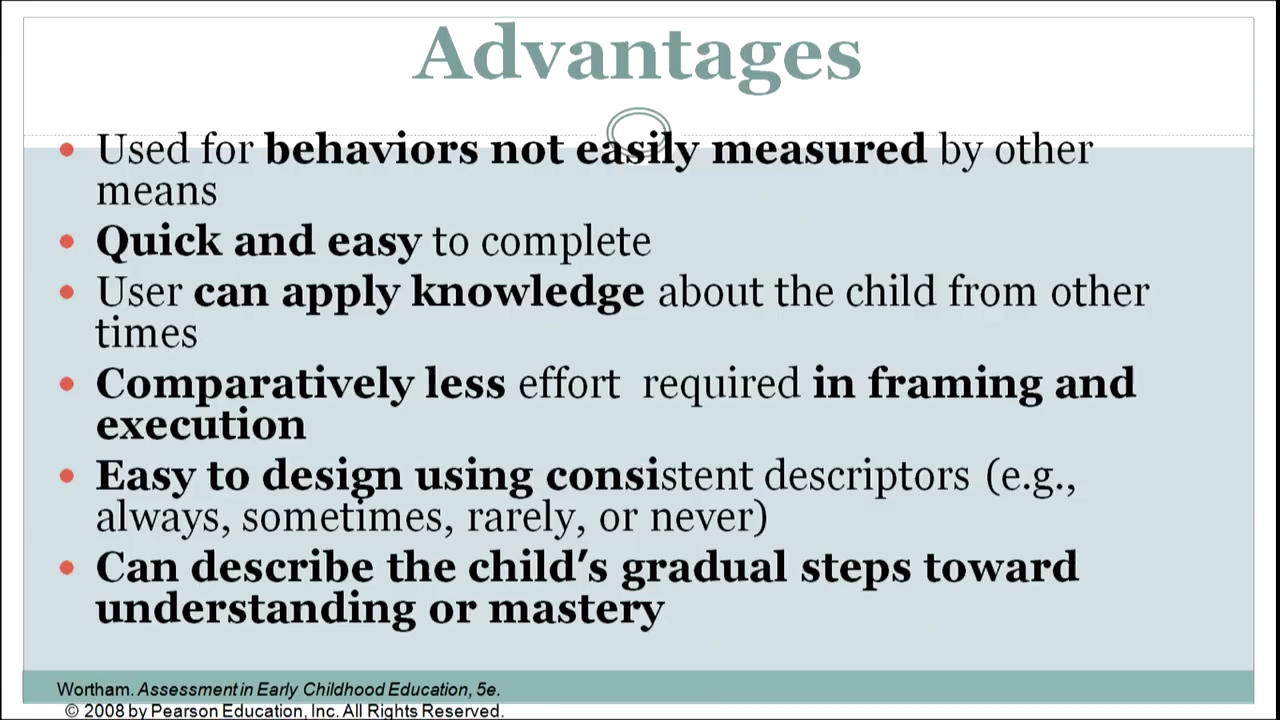 Advantages
• Used for behaviors not easily measured by other
means
• Quick and easy to complete
• User can apply knowledge about the child from other
times
• Comparatively less effort  required in framing and
execution
• Easy to design using consistent descriptors (e.g.,
always, sometimes, rarely, or never)
• Can describe the child′s gradual steps toward
understanding or mastery
Wortham. Assessment in Early Childhood Education, 5e.
© 2008 by Pearson Education, Inc. All Rights Reserved.